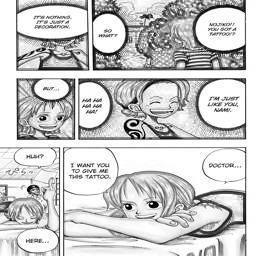 NOJIKO!!
YOU GOT A
TATTOO?
SO
WHAT?
IT'S NOTHING.
IT'S JUST A
DECORATION.
I'M JUST
LIKE YOU,
NAMI.
HA HA
HA HA
HA!
BUT...
DOCTOR...
I WANT YOU
TO GIVE ME
THIS TATTOO.
HUH?
HERE...